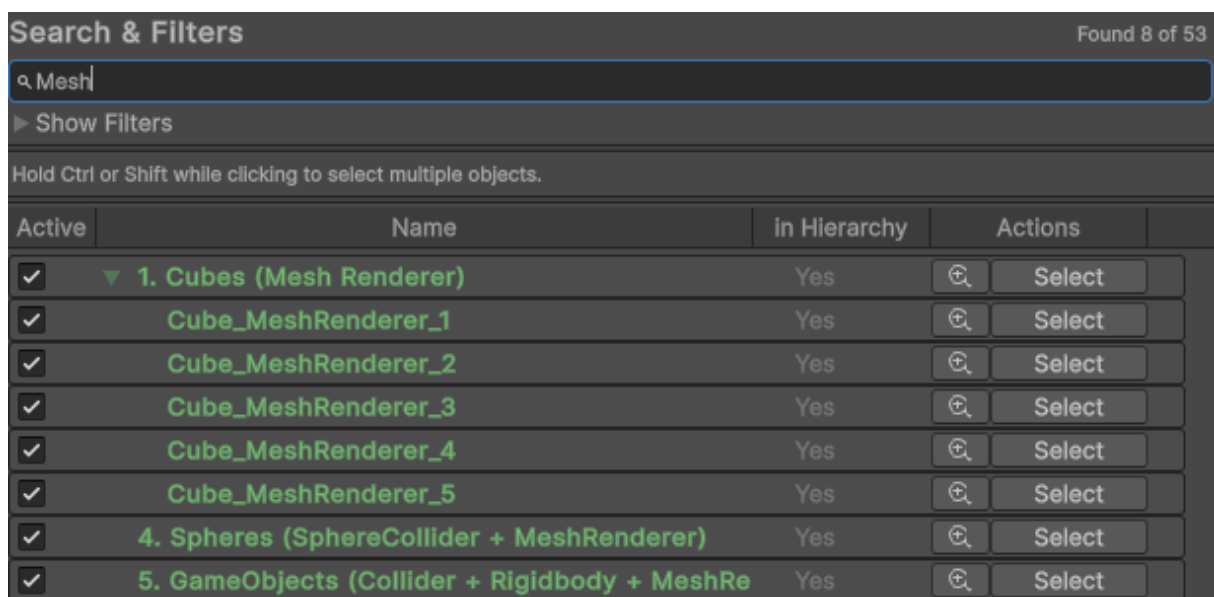 Search & Filters Found 8 of 53
Mesh
Show Filters
Hold Ctrl or Shift while clicking to select multiple objects.
Active Name in Hierarchy Actions
1. Cubes (Mesh Renderer) Yes Select
Cube_MeshRenderer_1 Yes Select
Cube_MeshRenderer_2 Yes Select
Cube_MeshRenderer_3 Yes Select
Cube_MeshRenderer_4 Yes Select
Cube_MeshRenderer_5 Yes Select
4. Spheres (SphereCollider + MeshRenderer) Yes Select
5. GameObjects (Collider + Rigidbody + MeshRe Yes Select